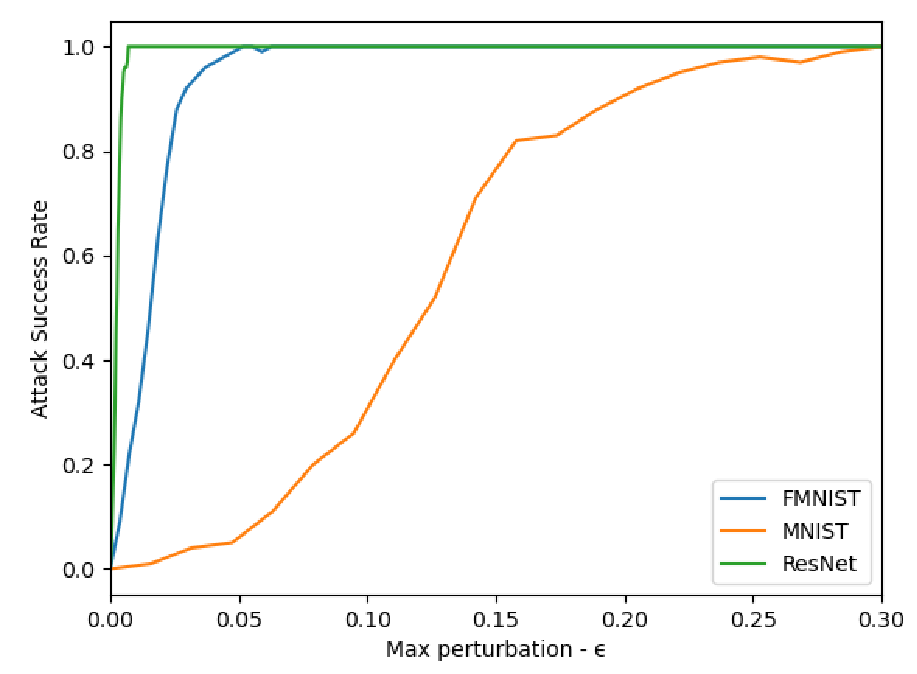 1.0
0.8
0.6
0.4
0.2
0.0
Attack Success Rate
FMNIST
MNIST
ResNet
0.00 0.05 0.10 0.15 0.20 0.25 0.30
Max perturbation - ϵ